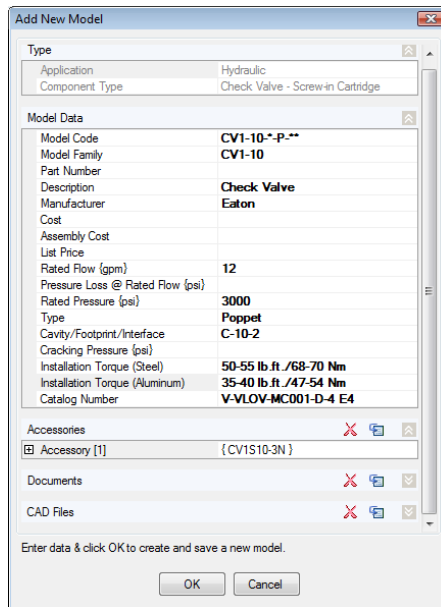 Add New Model
Type
Application Hydraulic
Component Type Check Valve - Screw-in Cartridge
Model Data
Model Code CV1-10-*-P-**
Model Family CV1-10
Part Number
Description Check Valve
Manufacturer Eaton
Cost
Assembly Cost
List Price
Rated Flow {gpm} 12
Pressure Loss @ Rated Flow {psi}
Rated Pressure {psi} 3000
Type Poppet
Cavity/Footprint/Interface C-10-2
Cracking Pressure {psi}
Installation Torque (Steel) 50-55 lb.ft./68-70 Nm
Installation Torque (Aluminum) 35-40 lb.ft./47-54 Nm
Catalog Number V-VLOV-MC001-D-4 E4
Accessories
Accessory [1] { CV1S10-3N }
Documents
CAD Files
Enter data & click OK to create and save a new model.
OK Cancel